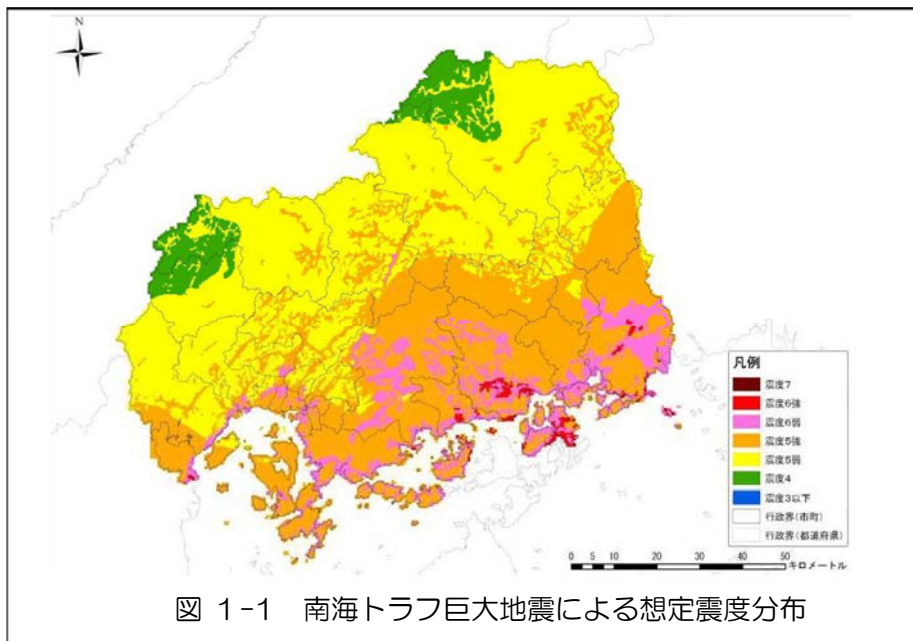 N
凡例
震度7
震度6強
震度6弱
震度5強
震度5弱
震度4
震度3以下
行政界(市町)
行政界(都道府県)
0 5 10 20 30 40 50
キロメートル
図 1-1 南海トラフ巨大地震による想定震度分布